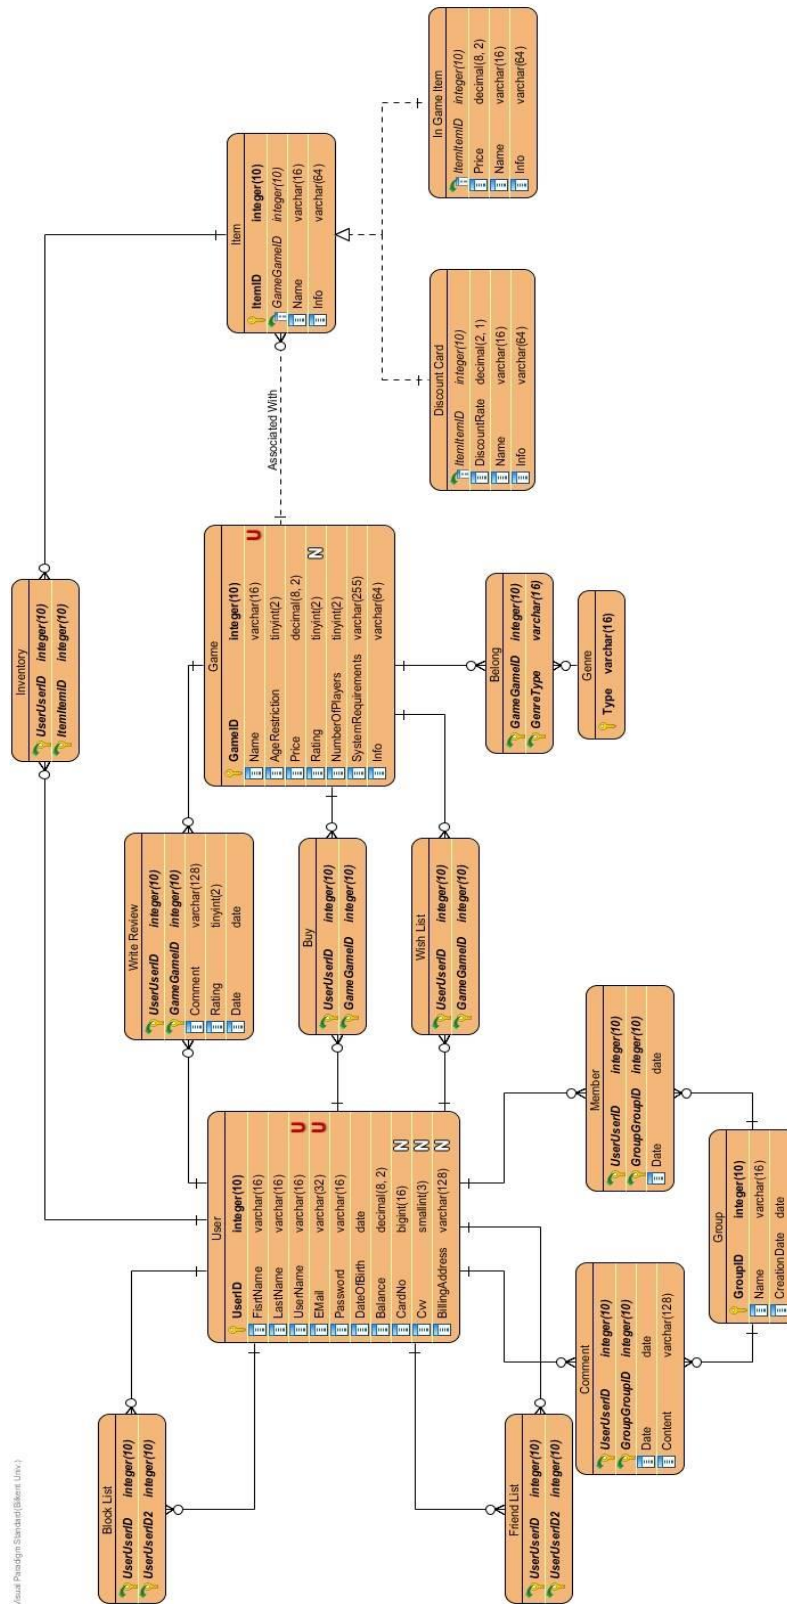 Visual Paradigm Standard(Bilkent Univ.)
Block List
UserUserID integer(10)
UserUserID2 integer(10)
Friend List
UserUserID integer(10)
UserUserID2 integer(10)
User
UserID integer(10)
FisrtName varchar(16)
LastName varchar(16)
UserName varchar(16) U
EMail varchar(32) U
Password varchar(16)
DateOfBirth date
Balance decimal(8, 2)
CardNo bigint(16) N
Cvv smallint(3) N
BillingAddress varchar(128) N
Comment
UserUserID integer(10)
GroupGroupID integer(10)
Date date
Content varchar(128)
Group
GroupID integer(10)
Name varchar(16)
CreationDate date
Member
UserUserID integer(10)
GroupGroupID integer(10)
Date date
Inventory
UserUserID integer(10)
ItemItemID integer(10)
Write Review
UserUserID integer(10)
GameGameID integer(10)
Comment varchar(128)
Rating tinyint(2)
Date date
Buy
UserUserID integer(10)
GameGameID integer(10)
Wish List
UserUserID integer(10)
GameGameID integer(10)
Game
GameID integer(10)
Name varchar(16) U
AgeRestriction tinyint(2)
Price decimal(8, 2)
Rating tinyint(2) N
NumberOfPlayers tinyint(2)
SystemRequirements varchar(255)
Info varchar(64)
Belong
GameGameID integer(10)
GenreType varchar(16)
Genre
Type varchar(16)
Associated With
Item
ItemID integer(10)
GameGameID integer(10)
Name varchar(16)
Info varchar(64)
Discount Card
ItemItemID integer(10)
DiscountRate decimal(2, 1)
Name varchar(16)
Info varchar(64)
In Game Item
ItemItemID integer(10)
Price decimal(8, 2)
Name varchar(16)
Info varchar(64)